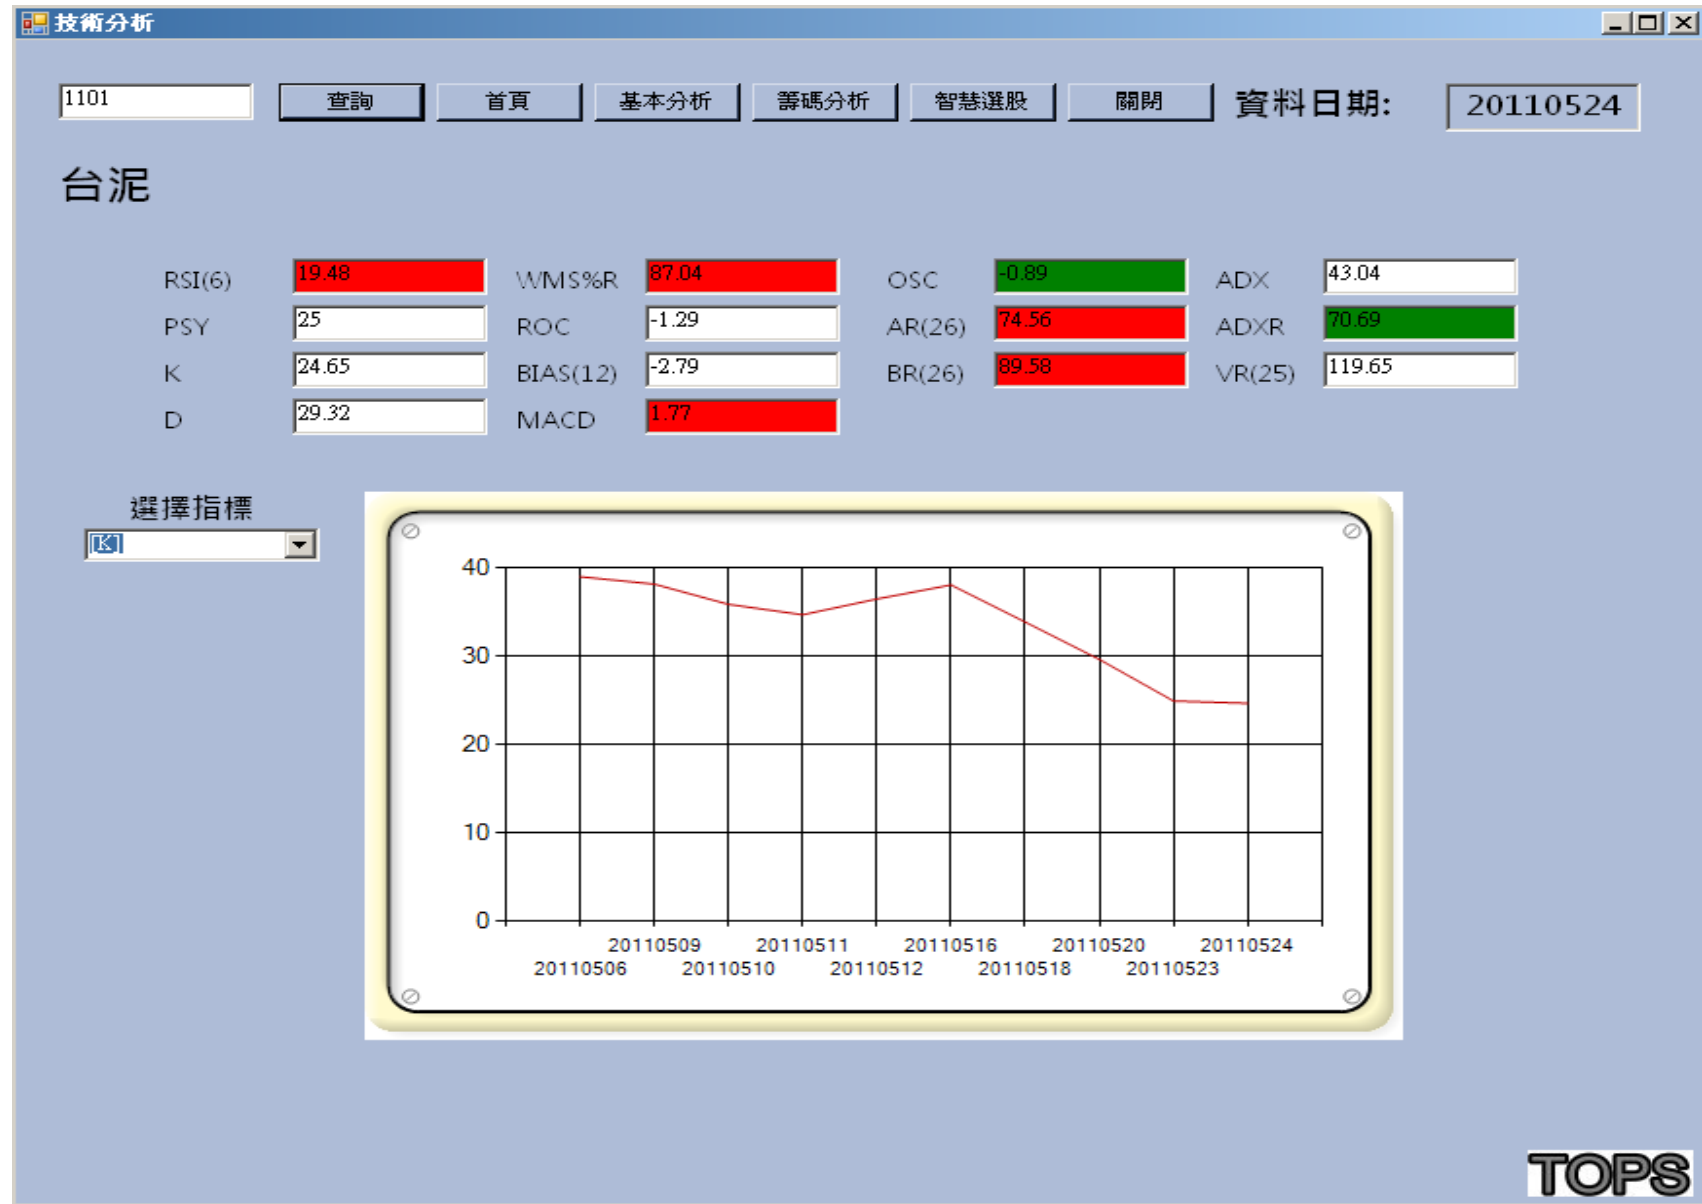 技術分析
1101 查詢 首頁 基本分析 籌碼分析 智慧選股 關閉 資料日期: 20110524
台泥
RSI(6) 19.48 WMS%R 87.04 OSC -0.89 ADX 43.04
PSY 25 ROC -1.29 AR(26) 74.56 ADXR 70.69
K 24.65 BIAS(12) -2.79 BR(26) 89.58 VR(25) 119.65
D 29.32 MACD 1.77
選擇指標
[K]
40
30
20
10
0
20110509 20110511 20110516 20110520 20110524
20110506 20110510 20110512 20110518 20110523
TOPS